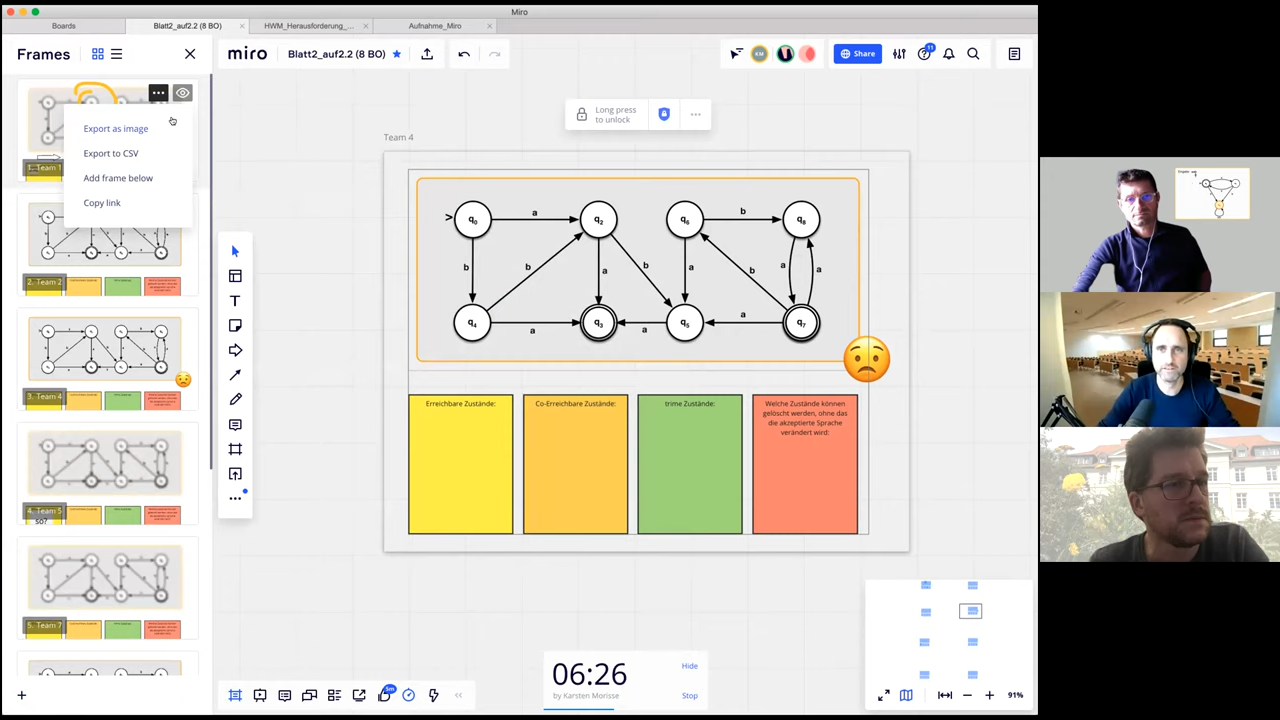 Miro
Boards
Blatt2_auf2.2 (8 BO)
HWM_Herausforderung_...
Aufnahme_Miro
Frames
miro
Blatt2_auf2.2 (8 BO)
KM
Share
11
Export as image
Export to CSV
Add frame below
Copy link
1. Team 1
2. Team 2
3. Team 4
4. Team 5
so?
5. Team 7
Long press
to unlock
Team 4
>
q0
a
q2
q6
b
q8
b
b
a
b
a
b
a
a
q4
a
q3
a
q5
a
q7
Erreichbare Zustände:
Co-Erreichbare Zustände:
trime Zustände:
Welche Zustände können
gelöscht werden, ohne das
die akzeptierte Sprache
verändert wird:
06:26
by Karsten Morisse
Hide
Stop
5m
91%